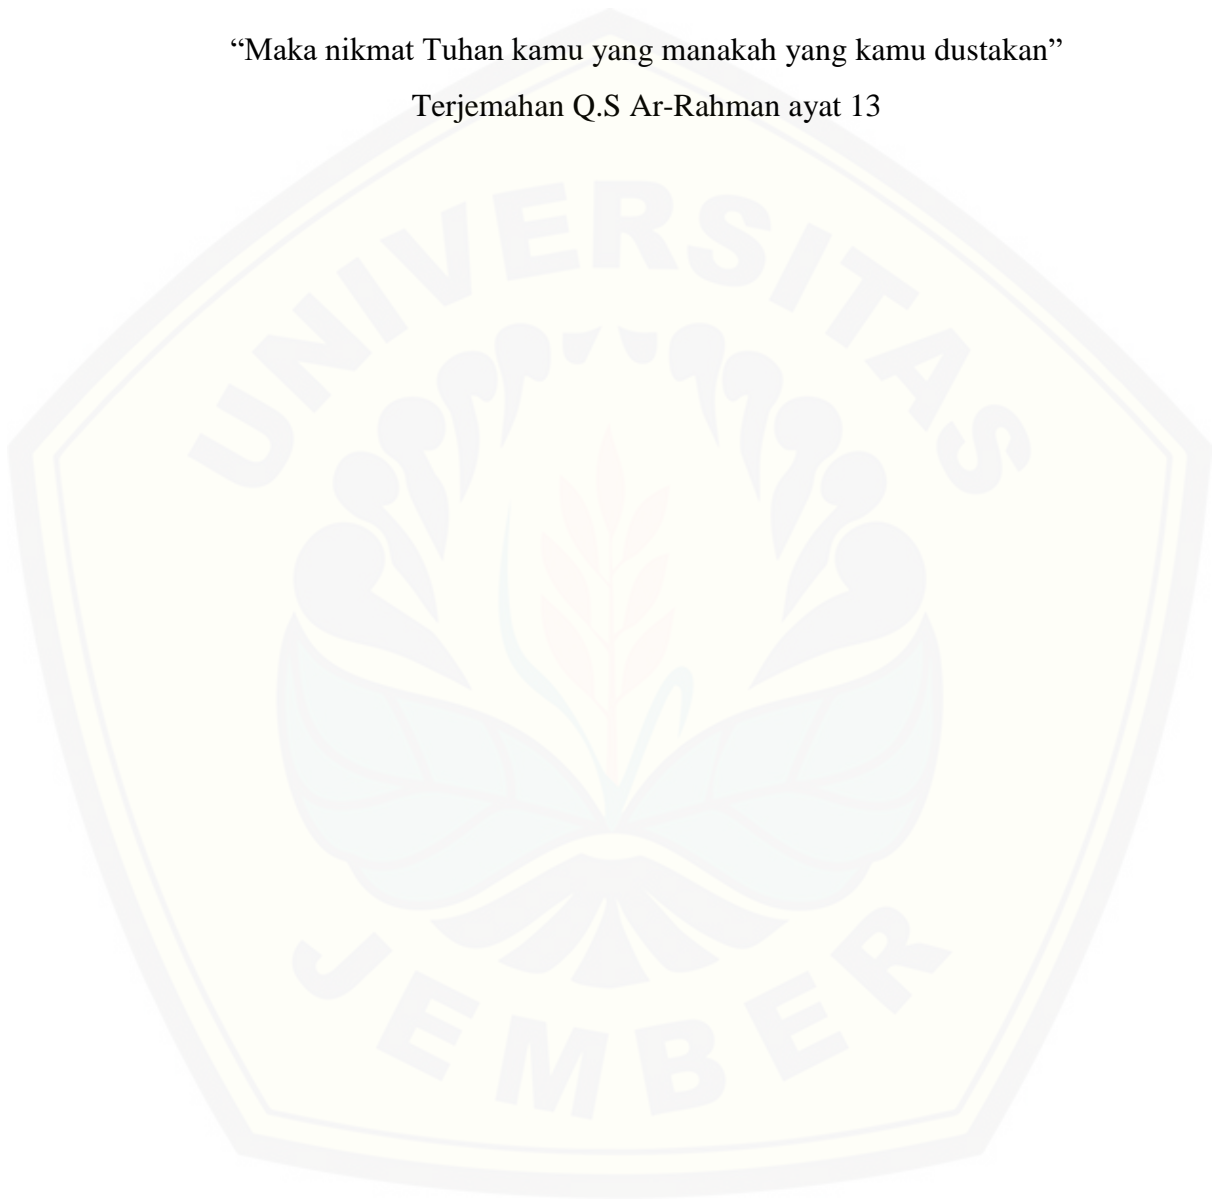 “Maka nikmat Tuhan kamu yang manakah yang kamu dustakan”
Terjemahan Q.S Ar-Rahman ayat 13
UNIVERSITAS
JEMBER